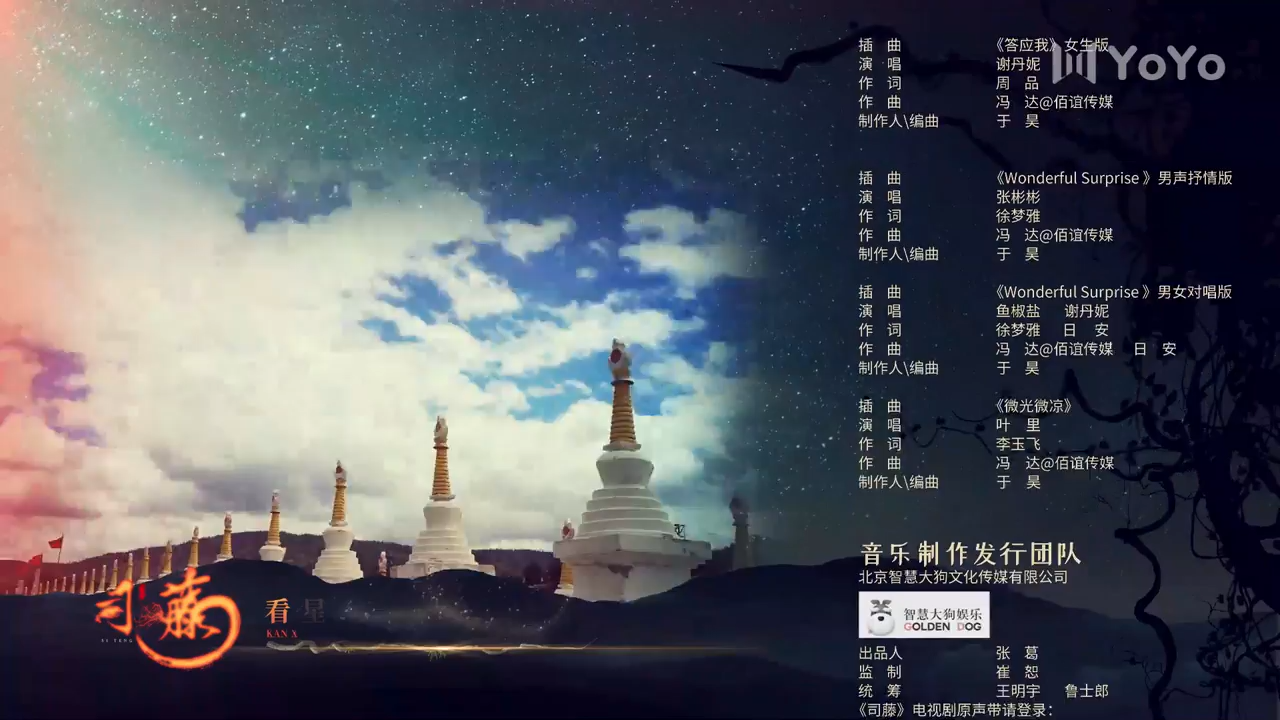 插 曲 《答应我》女生版
YoYo
演 唱 谢丹妮
作 词 周 品
作 曲 冯 达@佰谊传媒
制作人\编曲 于 昊
插 曲 《Wonderful Surprise 》男声抒情版
演 唱 张彬彬
作 词 徐梦雅
作 曲 冯 达@佰谊传媒
制作人\编曲 于 昊
插 曲 《Wonderful Surprise 》男女对唱版
演 唱 鱼椒盐 谢丹妮
作 词 徐梦雅 日 安
作 曲 冯 达@佰谊传媒 日 安
制作人\编曲 于 昊
插 曲 《微光微凉》
演 唱 叶 里
作 词 李玉飞
作 曲 冯 达@佰谊传媒
制作人\编曲 于 昊
音乐制作发行团队
北京智慧大狗文化传媒有限公司
智慧大狗娱乐
GOLDEN DOG
出品人 张 葛
监 制 崔 恕
统 筹 王明宇 鲁士郎
《司藤》电视剧原声带请登录：
司藤
SI TENG
看星
KAN X